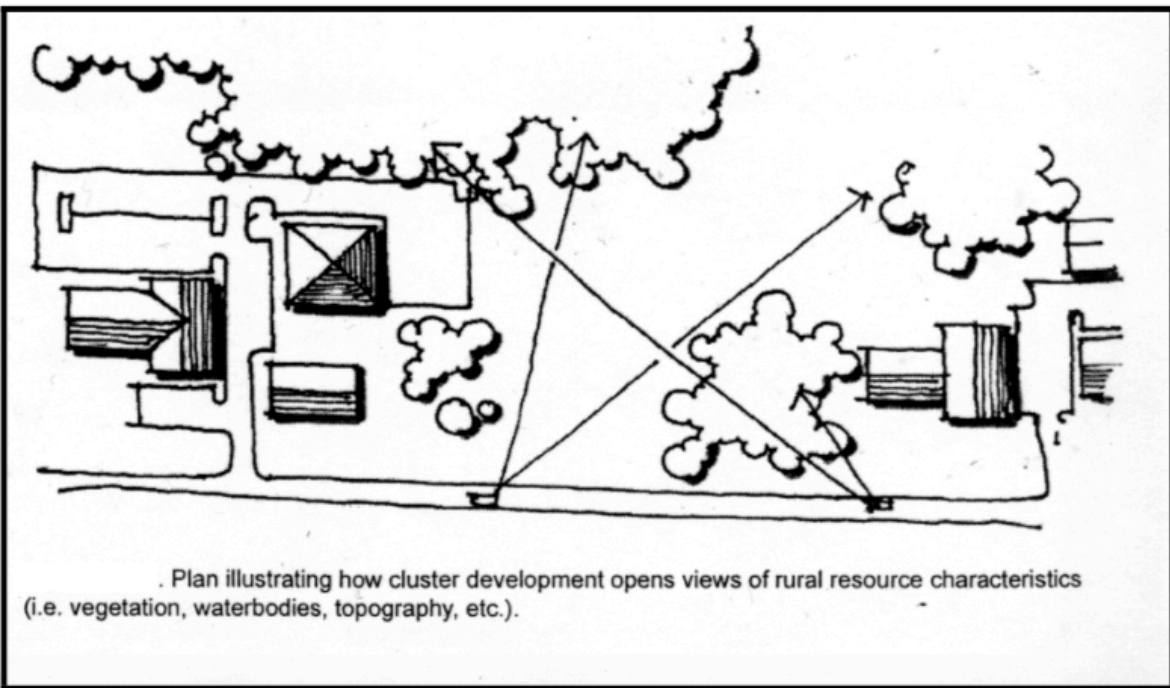 . Plan illustrating how cluster development opens views of rural resource characteristics
(i.e. vegetation, waterbodies, topography, etc.).